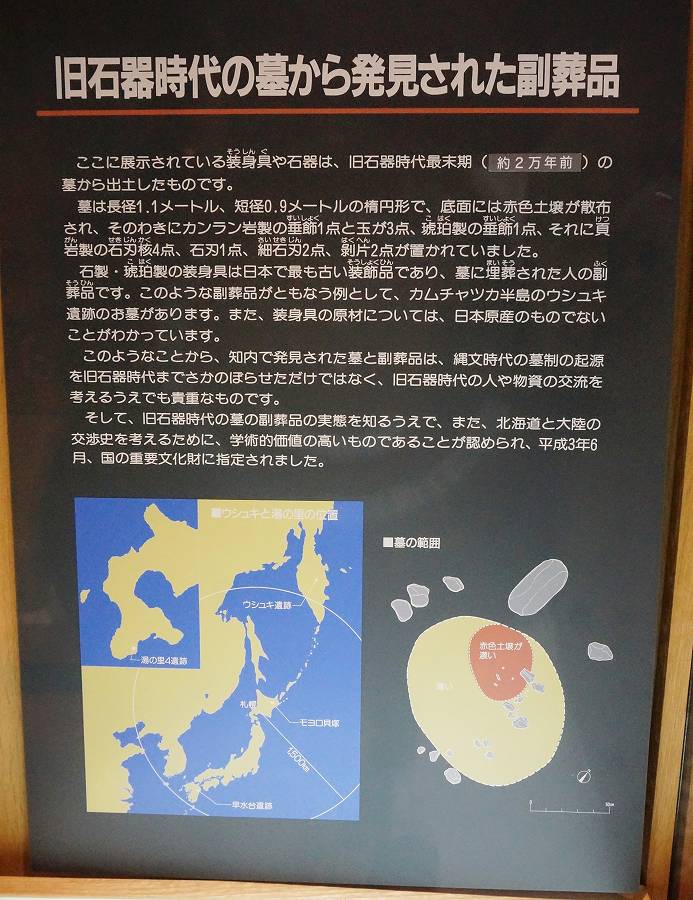 旧石器時代の墓から発見された副葬品
ここに展示されている装身具や石器は、旧石器時代最末期（約２万年前）の
墓から出土したものです。
墓は長径1.1メートル、短径0.9メートルの楕円形で、底面には赤色土壌が散布
され、そのわきにカンラン岩製の垂飾1点と玉が3点、琥珀製の垂飾1点、それに頁
岩製の石刃核4点、石刃1点、細石刃2点、剝片2点が置かれていました。
石製・琥珀製の装身具は日本で最も古い装飾品であり、墓に埋葬された人の副
葬品です。このような副葬品がともなう例として、カムチャツカ半島のウシュキ
遺跡のお墓があります。また、装身具の原材については、日本原産のものでない
ことがわかっています。
このようなことから、知内で発見された墓と副葬品は、縄文時代の墓制の起源
を旧石器時代までさかのぼらせただけではなく、旧石器時代の人や物資の交流を
考えるうえでも貴重なものです。
そして、旧石器時代の墓の副葬品の実態を知るうえで、また、北海道と大陸の
交渉史を考えるために、学術的価値の高いものであることが認められ、平成3年6
月、国の重要文化財に指定されました。
■ウシュキと湯の里の位置
ウシュキ遺跡
湯の里4遺跡
札幌
モヨロ貝塚
1,500km
早水台遺跡
■墓の範囲
赤色土壌が
濃い
薄い